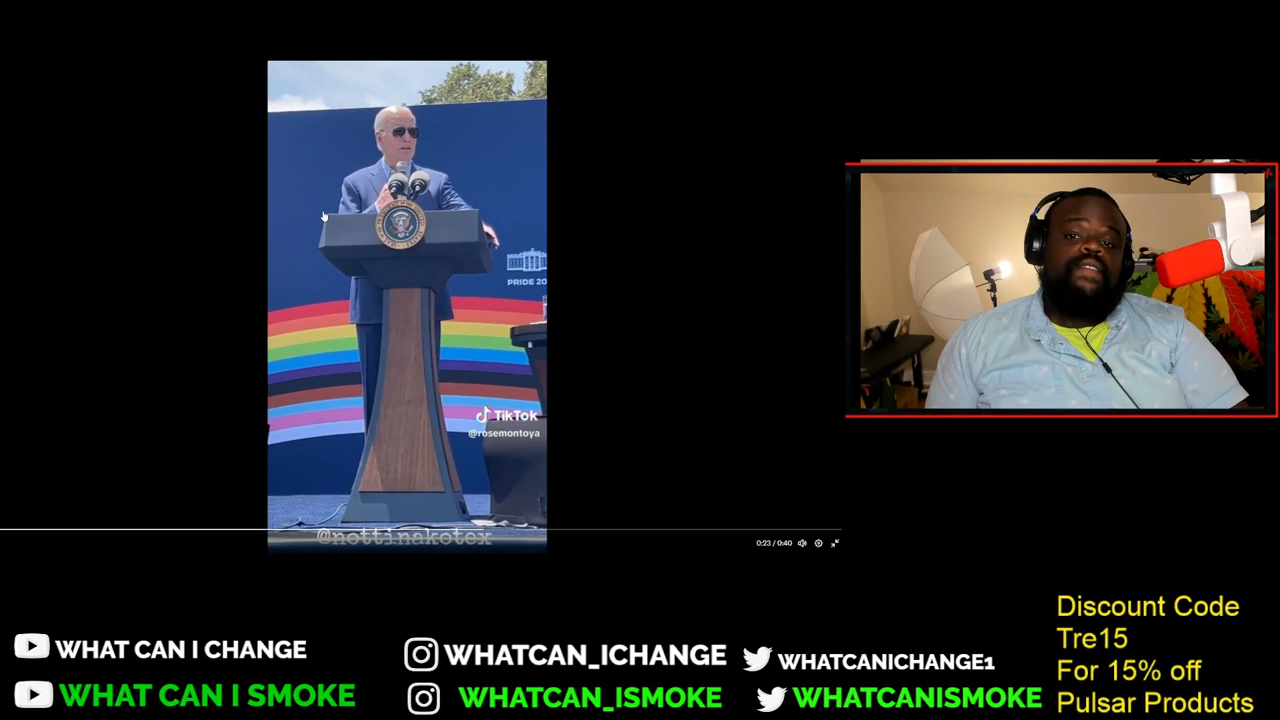 PRIDE 20
TikTok
@rosemontoya
@nottinakotex
0:23 / 0:40
WHAT CAN I CHANGE
WHATCAN_ICHANGE
WHATCANICHANGE1
WHAT CAN I SMOKE
WHATCAN_ISMOKE
WHATCANISMOKE
Discount Code
Tre15
For 15% off
Pulsar Products